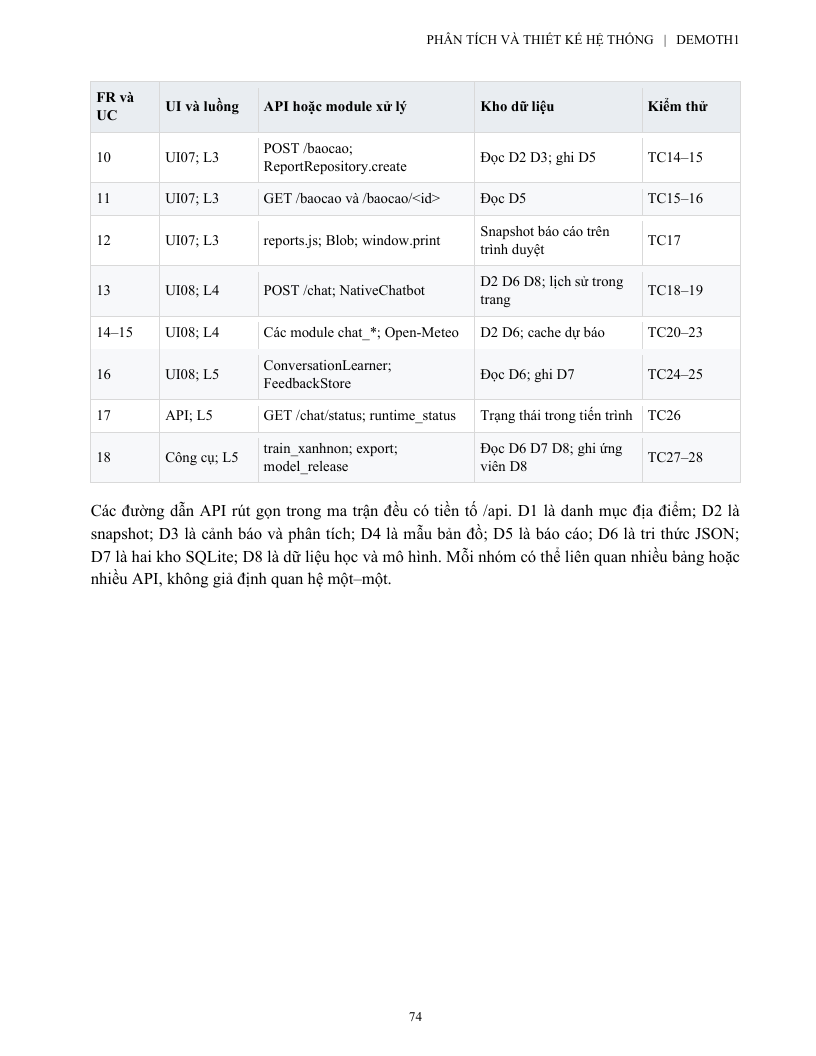 PHÂN TÍCH VÀ THIẾT KẾ HỆ THỐNG | DEMOTH1
FR và UC | UI và luồng | API hoặc module xử lý | Kho dữ liệu | Kiểm thử
10 | UI07; L3 | POST /baocao; ReportRepository.create | Đọc D2 D3; ghi D5 | TC14–15
11 | UI07; L3 | GET /baocao và /baocao/<id> | Đọc D5 | TC15–16
12 | UI07; L3 | reports.js; Blob; window.print | Snapshot báo cáo trên trình duyệt | TC17
13 | UI08; L4 | POST /chat; NativeChatbot | D2 D6 D8; lịch sử trong trang | TC18–19
14–15 | UI08; L4 | Các module chat_*; Open-Meteo | D2 D6; cache dự báo | TC20–23
16 | UI08; L5 | ConversationLearner; FeedbackStore | Đọc D6; ghi D7 | TC24–25
17 | API; L5 | GET /chat/status; runtime_status | Trạng thái trong tiến trình | TC26
18 | Công cụ; L5 | train_xanhnon; export; model_release | Đọc D6 D7 D8; ghi ứng viên D8 | TC27–28
Các đường dẫn API rút gọn trong ma trận đều có tiền tố /api. D1 là danh mục địa điểm; D2 là
snapshot; D3 là cảnh báo và phân tích; D4 là mẫu bản đồ; D5 là báo cáo; D6 là tri thức JSON;
D7 là hai kho SQLite; D8 là dữ liệu học và mô hình. Mỗi nhóm có thể liên quan nhiều bảng hoặc
nhiều API, không giả định quan hệ một–một.
74